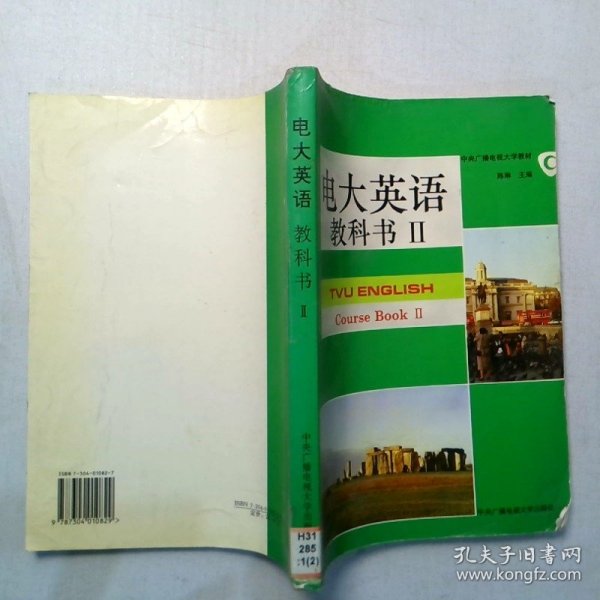 中央广播电视大学教材
陈琳 主编
电大英语
教科书 II
TVU ENGLISH
Course Book II
中央广播电视大学出版社
电大英语 教科书 II
中央广播电视大学
H31
285
:1(2)
ISBN 7-304-01082-7
9 787304 010829 >
孔夫子旧书网
www.kongfz.com